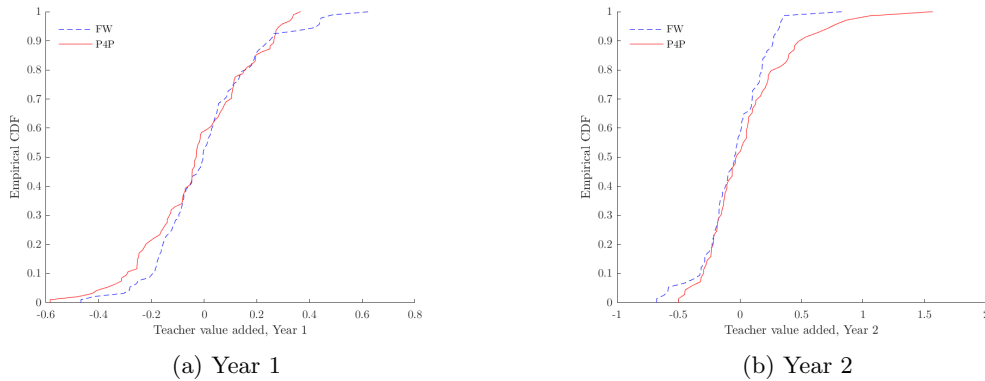 1
0.9
0.8
0.7
0.6
0.5
0.4
0.3
0.2
0.1
0
Empirical CDF
FW
P4P
-0.6 -0.4 -0.2 0 0.2 0.4 0.6 0.8
Teacher value added, Year 1
(a) Year 1
1
0.9
0.8
0.7
0.6
0.5
0.4
0.3
0.2
0.1
0
Empirical CDF
FW
P4P
-1 -0.5 0 0.5 1 1.5 2
Teacher value added, Year 2
(b) Year 2